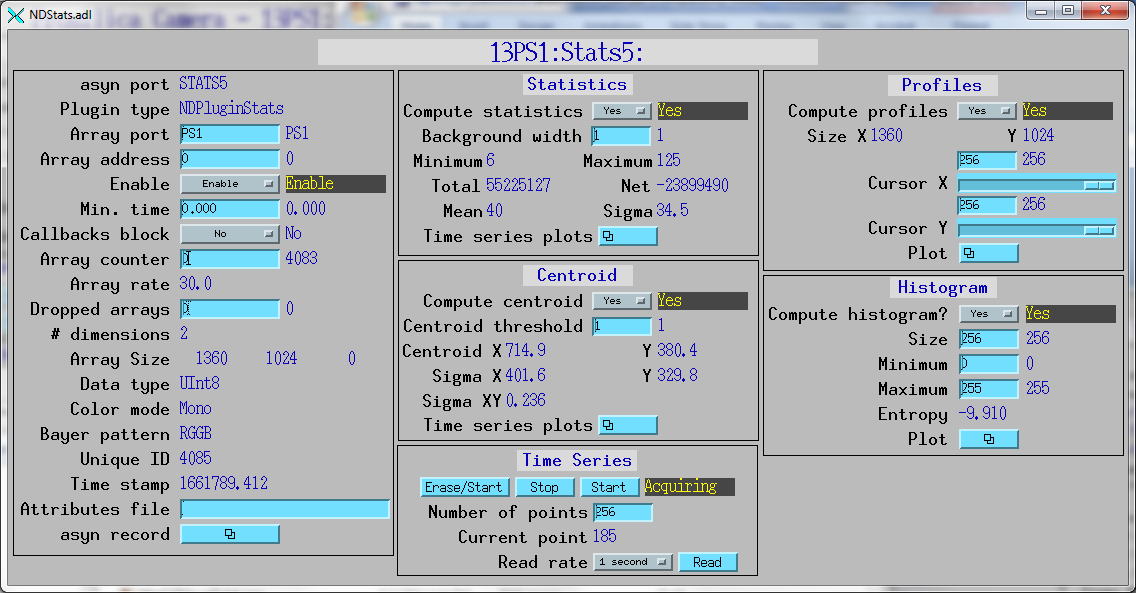 NDStats.adl
13PS1:Stats5:
asyn port STATS5
Plugin type NDPluginStats
Array port PS1 PS1
Array address 0 0
Enable Enable Enable
Min. time 0.000 0.000
Callbacks block No No
Array counter 0 4083
Array rate 30.0
Dropped arrays 0 0
# dimensions 2
Array Size 1360 1024 0
Data type UInt8
Color mode Mono
Bayer pattern RGGB
Unique ID 4085
Time stamp 1661789.412
Attributes file
asyn record
Statistics
Compute statistics Yes Yes
Background width 1 1
Minimum 6 Maximum 125
Total 55225127 Net -23899490
Mean 40 Sigma 34.5
Time series plots
Centroid
Compute centroid Yes Yes
Centroid threshold 1 1
Centroid X 714.9 Y 380.4
Sigma X 401.6 Y 329.8
Sigma XY 0.236
Time series plots
Time Series
Erase/Start Stop Start Acquiring
Number of points 256
Current point 185
Read rate 1 second Read
Profiles
Compute profiles Yes Yes
Size X 1360 Y 1024
256 256
Cursor X
256 256
Cursor Y
Plot
Histogram
Compute histogram? Yes Yes
Size 256 256
Minimum 0 0
Maximum 255 255
Entropy -9.910
Plot